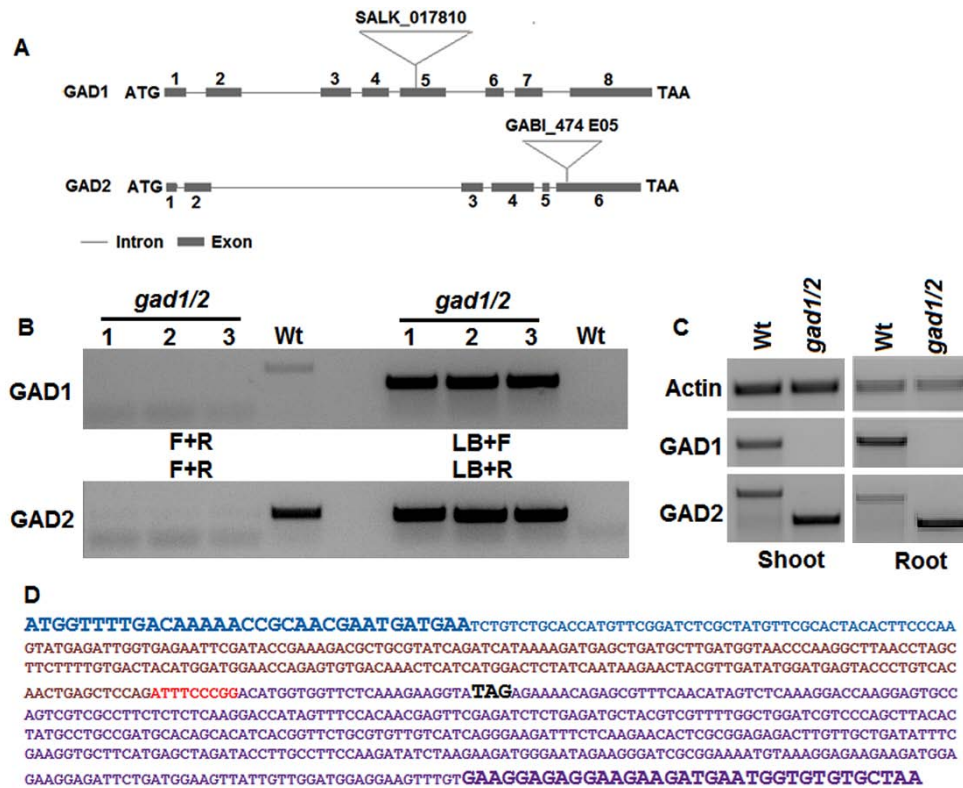 SALK_017810
A
1 2 3 4 5 6 7 8
GAD1 ATG TAA
GABI_474 E05
GAD2 ATG TAA
1 2 3 4 5 6
Intron Exon
gad1/2 gad1/2
B 1 2 3 Wt 1 2 3 Wt
GAD1
F+R LB+F
F+R LB+R
GAD2
C Wt gad1/2 Wt gad1/2
Actin
GAD1
GAD2
Shoot Root
D
ATGGTTTTGACAAAAACCGCAACGAATGATGAATCTGTCTGCACCATGTTCGGATCTCGCTATGTTCGCACTACACTTCCCAA
GTATGAGATTGGTGAGAATTCGATACCGAAAGACGCTGCGTATCAGATCATAAAAGATGAGCTGATGCTTGATGGTAACCCAAGGCTTAACCTAGC
TTCTTTTGTGACTACATGGATGGAACCAGAGTGTGACAAACTCATCATGGACTCTATCAATAAGAACTACGTTGATATGGATGAGTACCCTGTCAC
AACTGAGCTCCAGATTTCCCGGACATGGTGGTTCTCAAAGAAGGTATAGAGAAAACAGAGCGTTTCAACATAGTCTCAAAGGACCAAGGAGTGCC
AGTCGTCGCCTTCTCTCTCAAGGACCATAGTTTCCACAACGAGTTCGAGATCTCTGAGATGCTACGTCGTTTTGGCTGGATCGTCCCAGCTTACAC
TATGCCTGCCGATGCACAGCACATCACGGTTCTGCGTGTTGTCATCAGGGAAGATTTCTCAAGAACACTCGCGGAGAGACTTGTTGCTGATATTTC
GAAGGTGCTTCATGAGCTAGATACCTTGCCTTCCAAGATATCTAAGAAGATGGGAATAGAAGGGATCGCGGAAAATGTAAAGGAGAAGAAGATGGA
GAAGGAGATTCTGATGGAAGTTATTGTTGGATGGAGGAAGTTTGTGAAGGAGAGGAAGAAGATGAATGGTGTGTGCTAA